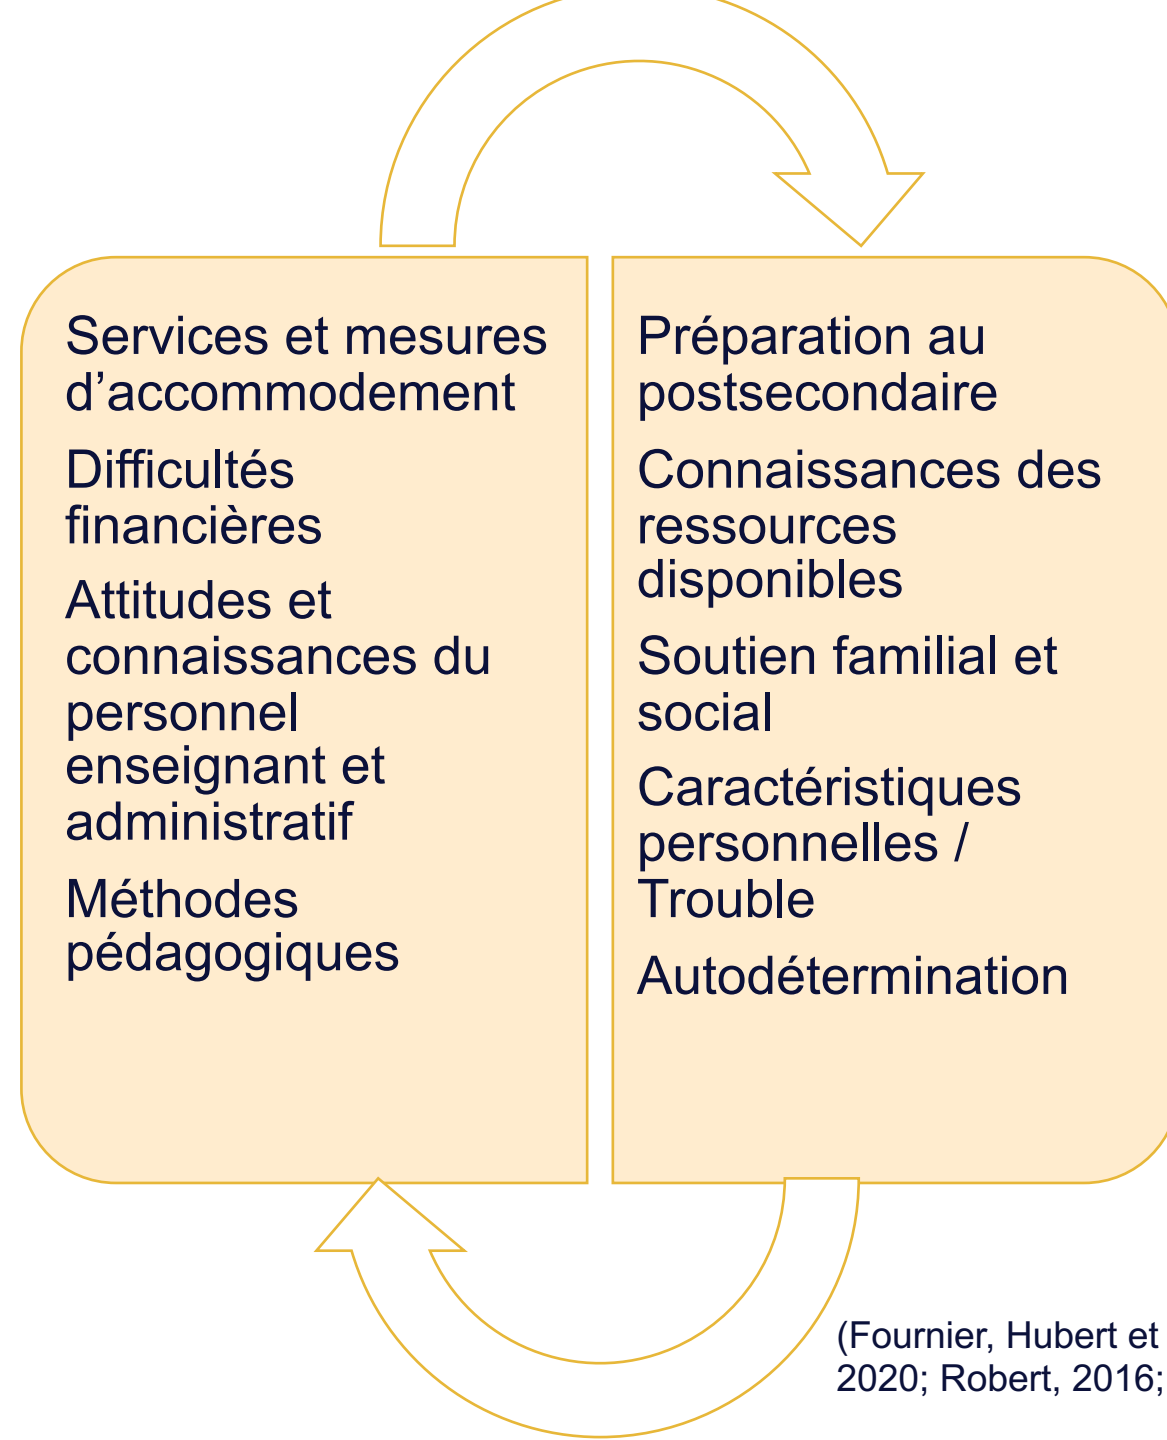 Services et mesures
d’accommodement
Difficultés
financières
Attitudes et
connaissances du
personnel
enseignant et
administratif
Méthodes
pédagogiques
Préparation au
postsecondaire
Connaissances des
ressources
disponibles
Soutien familial et
social
Caractéristiques
personnelles /
Trouble
Autodétermination
(Fournier, Hubert et
2020; Robert, 2016;